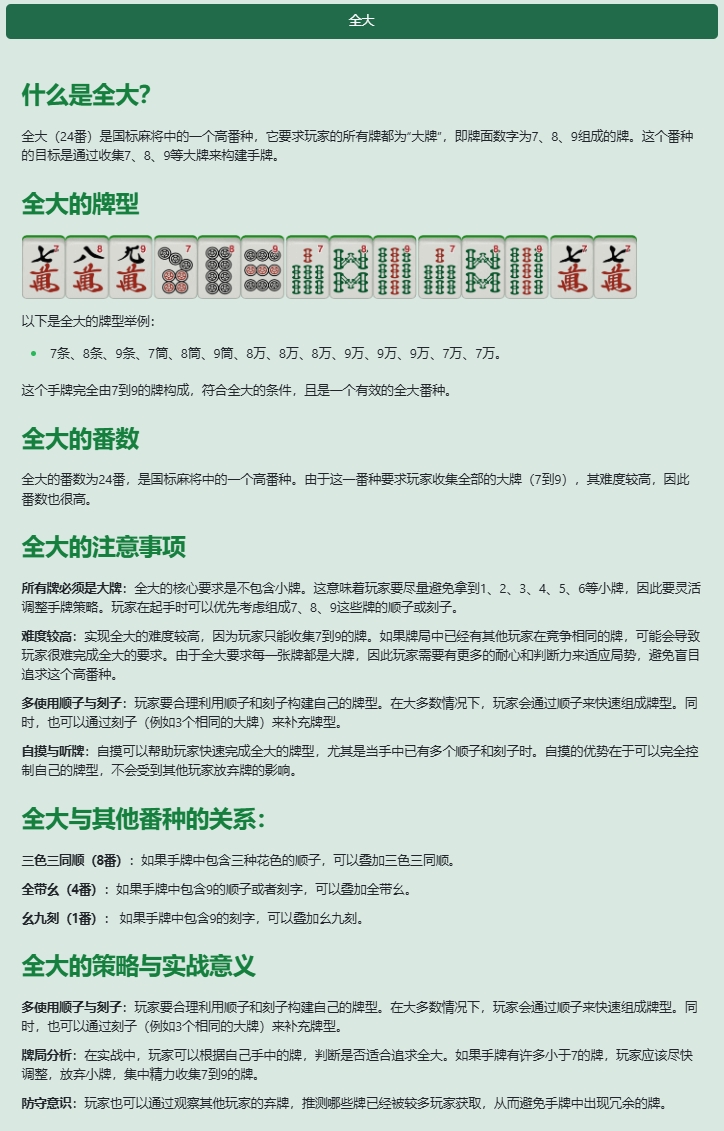 全大
什么是全大?
全大（24番）是国标麻将中的一个高番种，它要求玩家的所有牌都为“大牌”，即牌面数字为7、8、9组成的牌。这个番种
的目标是通过收集7、8、9等大牌来构建手牌。
全大的牌型
七萬7 八萬8 九萬9 7 8 9 7 8 9 7 8 9 七萬7 七萬7
以下是全大的牌型举例：
7条、8条、9条、7筒、8筒、9筒、8万、8万、8万、9万、9万、9万、7万、7万。
这个手牌完全由7到9的牌构成，符合全大的条件，且是一个有效的全大番种。
全大的番数
全大的番数为24番，是国标麻将中的一个高番种。由于这一番种要求玩家收集全部的大牌（7到9），其难度较高，因此
番数也很高。
全大的注意事项
所有牌必须是大牌：全大的核心要求是不包含小牌。这意味着玩家要尽量避免拿到1、2、3、4、5、6等小牌，因此要灵活
调整手牌策略。玩家在起手时可以优先考虑组成7、8、9这些牌的顺子或刻子。
难度较高：实现全大的难度较高，因为玩家只能收集7到9的牌。如果牌局中已经有其他玩家在竞争相同的牌，可能会导致
玩家很难完成全大的要求。由于全大要求每一张牌都是大牌，因此玩家需要有更多的耐心和判断力来适应局势，避免盲目
追求这个高番种。
多使用顺子与刻子：玩家要合理利用顺子和刻子构建自己的牌型。在大多数情况下，玩家会通过顺子来快速组成牌型。同
时，也可以通过刻子（例如3个相同的大牌）来补充牌型。
自摸与听牌：自摸可以帮助玩家快速完成全大的牌型，尤其是当手中已有多个顺子和刻子时。自摸的优势在于可以完全控
制自己的牌型，不会受到其他玩家放弃牌的影响。
全大与其他番种的关系：
三色三同顺（8番）：如果手牌中包含三种花色的顺子，可以叠加三色三同顺。
全带幺（4番）：如果手牌中包含9的顺子或者刻字，可以叠加全带幺。
幺九刻（1番）： 如果手牌中包含9的刻字，可以叠加幺九刻。
全大的策略与实战意义
多使用顺子与刻子：玩家要合理利用顺子和刻子构建自己的牌型。在大多数情况下，玩家会通过顺子来快速组成牌型。同
时，也可以通过刻子（例如3个相同的大牌）来补充牌型。
牌局分析：在实战中，玩家可以根据自己手中的牌，判断是否适合追求全大。如果手牌有许多小于7的牌，玩家应该尽快
调整，放弃小牌，集中精力收集7到9的牌。
防守意识：玩家也可以通过观察其他玩家的弃牌，推测哪些牌已经被较多玩家获取，从而避免手牌中出现冗余的牌。